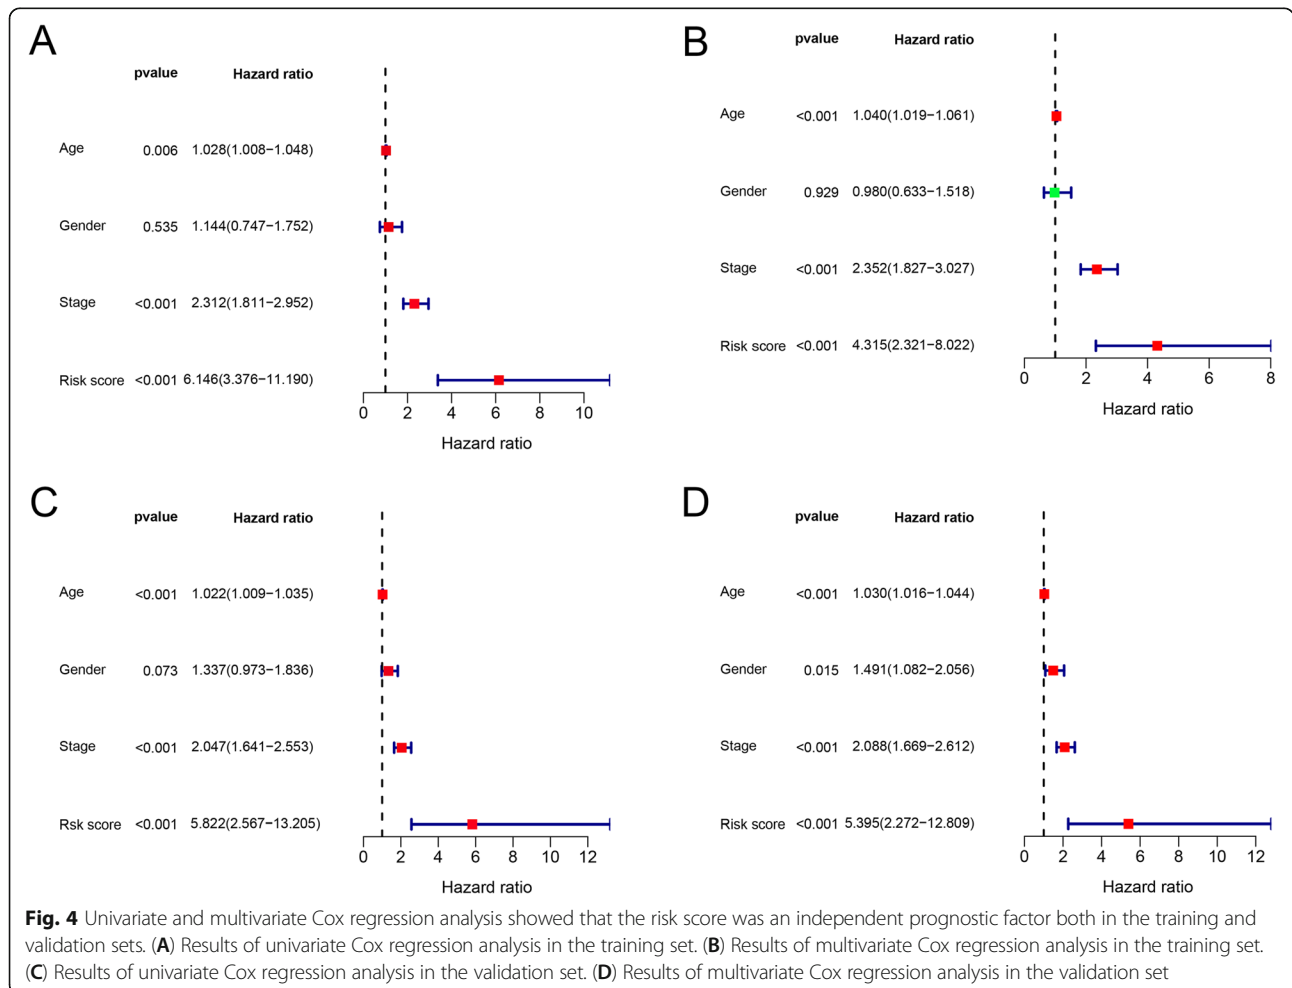 A
pvalue Hazard ratio
Age 0.006 1.028(1.008−1.048)
Gender 0.535 1.144(0.747−1.752)
Stage <0.001 2.312(1.811−2.952)
Risk score <0.001 6.146(3.376−11.190)
0 2 4 6 8 10
Hazard ratio
B
pvalue Hazard ratio
Age <0.001 1.040(1.019−1.061)
Gender 0.929 0.980(0.633−1.518)
Stage <0.001 2.352(1.827−3.027)
Risk score <0.001 4.315(2.321−8.022)
0 2 4 6 8
Hazard ratio
C
pvalue Hazard ratio
Age <0.001 1.022(1.009−1.035)
Gender 0.073 1.337(0.973−1.836)
Stage <0.001 2.047(1.641−2.553)
Rsk score <0.001 5.822(2.567−13.205)
0 2 4 6 8 10 12
Hazard ratio
D
pvalue Hazard ratio
Age <0.001 1.030(1.016−1.044)
Gender 0.015 1.491(1.082−2.056)
Stage <0.001 2.088(1.669−2.612)
Risk score <0.001 5.395(2.272−12.809)
0 2 4 6 8 10 12
Hazard ratio
Fig. 4 Univariate and multivariate Cox regression analysis showed that the risk score was an independent prognostic factor both in the training and
validation sets. (A) Results of univariate Cox regression analysis in the training set. (B) Results of multivariate Cox regression analysis in the training set.
(C) Results of univariate Cox regression analysis in the validation set. (D) Results of multivariate Cox regression analysis in the validation set